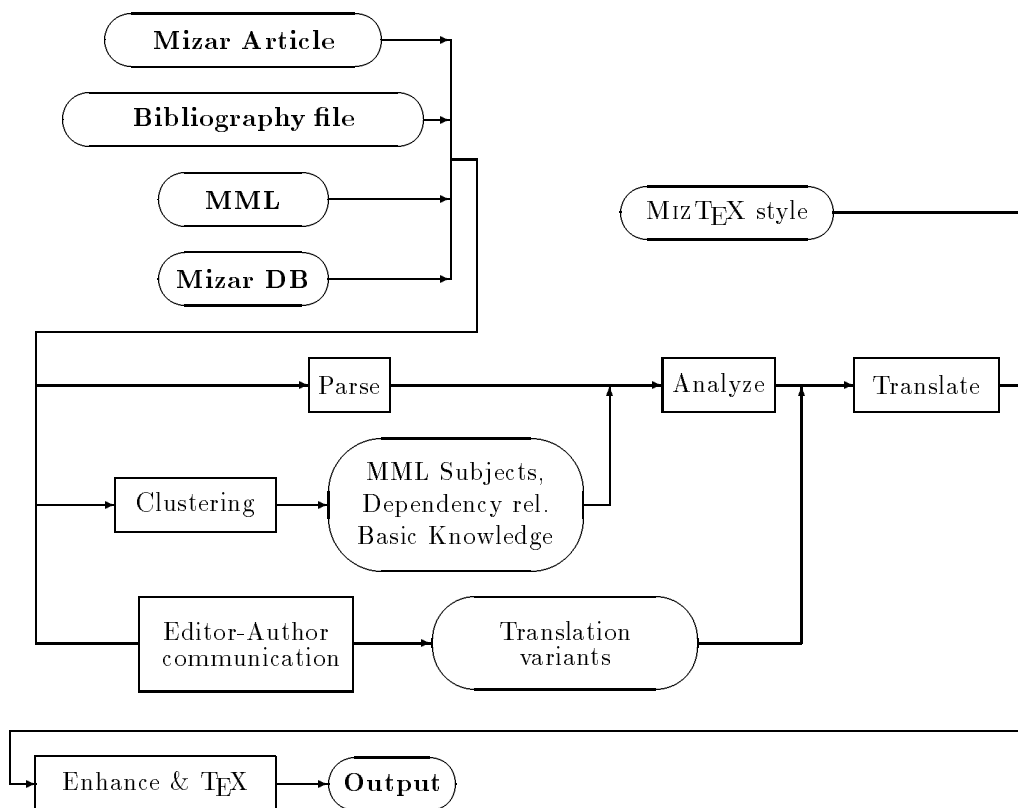 Mizar Article
Bibliography file
MML
MizTEX style
Mizar DB
Parse
Analyze
Translate
MML Subjects,
Clustering
Dependency rel.
Basic Knowledge
Editor-Author
communication
Translation
variants
Enhance & TEX
Output